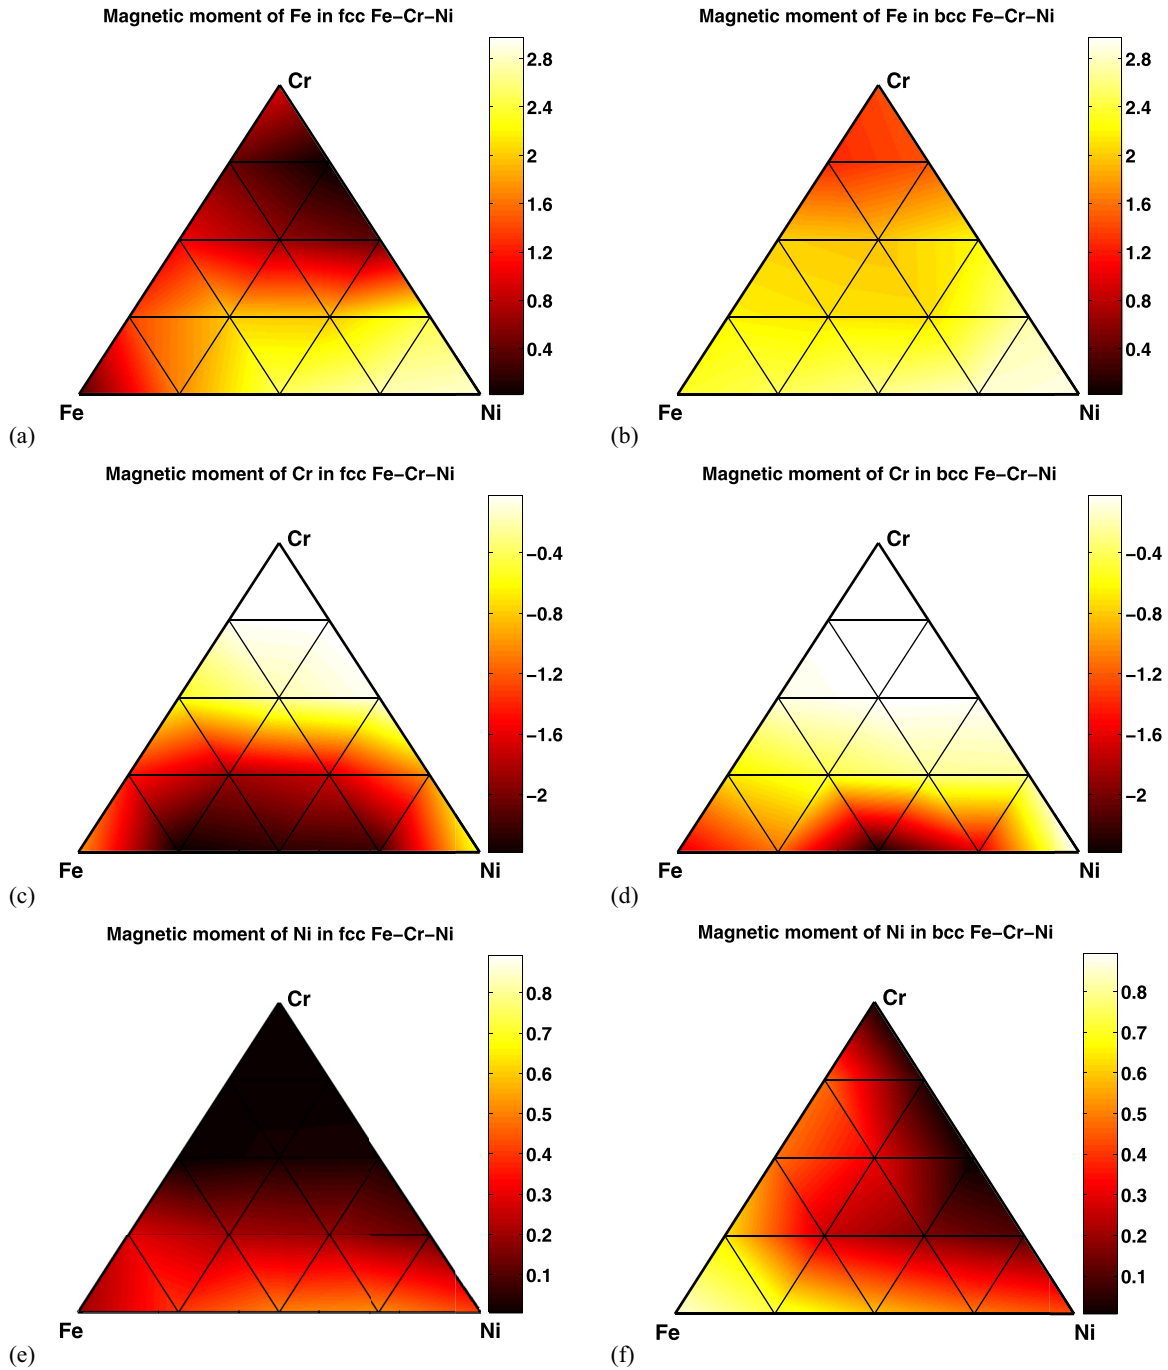 Magnetic moment of Fe in fcc Fe−Cr−Ni
Cr
2.8
2.4
2
1.6
1.2
0.8
0.4
Fe
Ni
(a)
Magnetic moment of Fe in bcc Fe−Cr−Ni
Cr
2.8
2.4
2
1.6
1.2
0.8
0.4
Fe
Ni
(b)
Magnetic moment of Cr in fcc Fe−Cr−Ni
Cr
−0.4
−0.8
−1.2
−1.6
−2
Fe
Ni
(c)
Magnetic moment of Cr in bcc Fe−Cr−Ni
Cr
−0.4
−0.8
−1.2
−1.6
−2
Fe
Ni
(d)
Magnetic moment of Ni in fcc Fe−Cr−Ni
Cr
0.8
0.7
0.6
0.5
0.4
0.3
0.2
0.1
Fe
Ni
(e)
Magnetic moment of Ni in bcc Fe−Cr−Ni
Cr
0.8
0.7
0.6
0.5
0.4
0.3
0.2
0.1
Fe
Ni
(f)